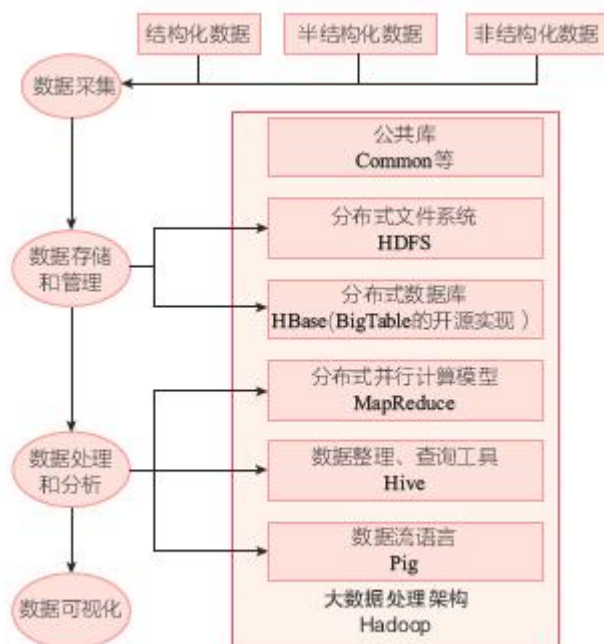 结构化数据
半结构化数据
非结构化数据
数据采集
公共库
Common等
数据存储
和管理
分布式文件系统
HDFS
分布式数据库
HBase(BigTable的开源实现）
数据处理
和分析
分布式并行计算模型
MapReduce
数据整理、查询工具
Hive
数据流语言
Pig
数据可视化
大数据处理架构
Hadoop